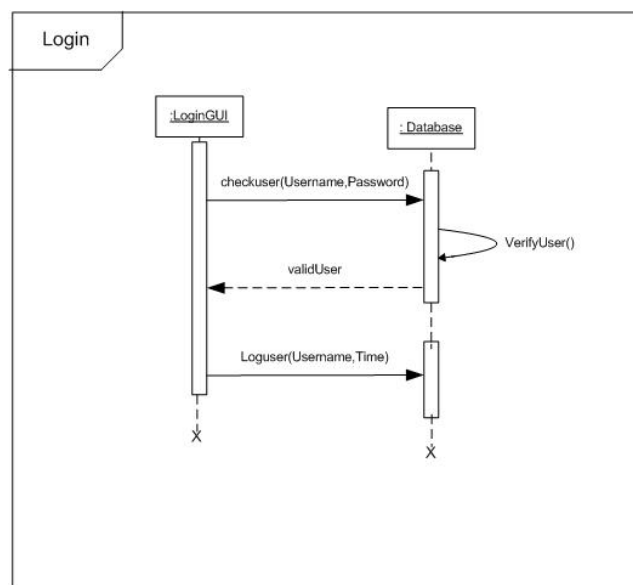 Login
:LoginGUI
: Database
checkuser(Username,Password)
VerifyUser()
validUser
Loguser(Username,Time)
X
X